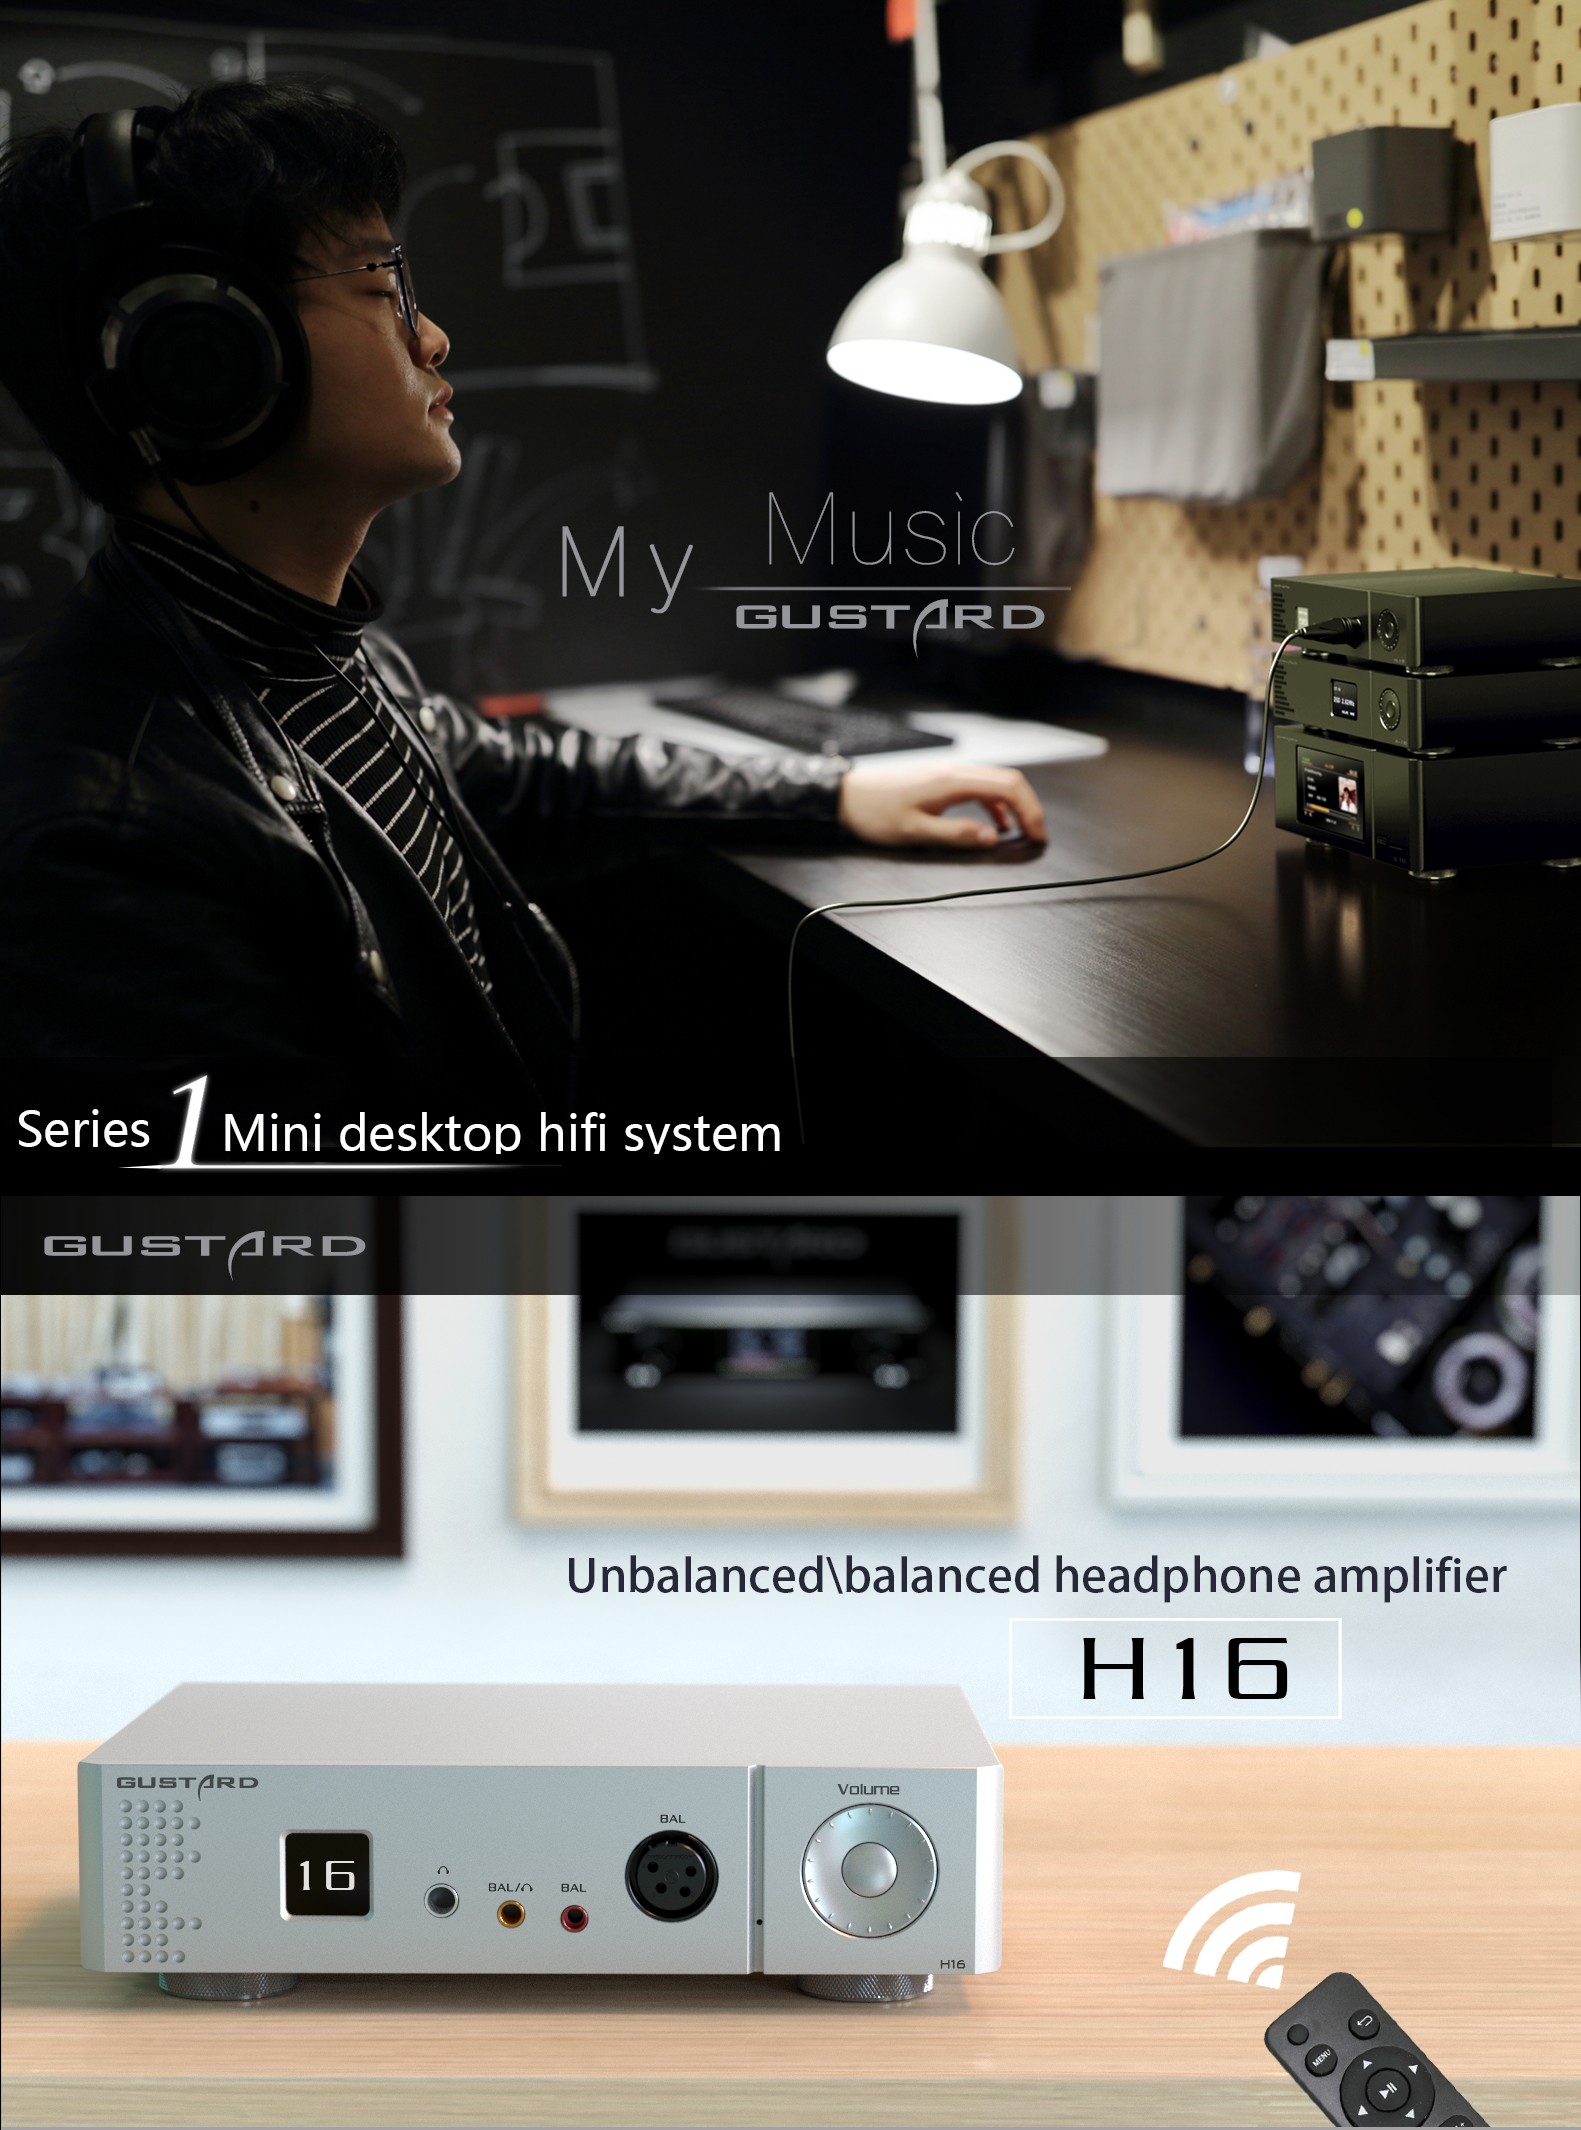 My Music
GUSTARD
Series 1 Mini desktop hifi system
GUSTARD
Unbalanced\balanced headphone amplifier
H16
GUSTARD
Volume
BAL
16
BAL/
BAL
H16
MENU